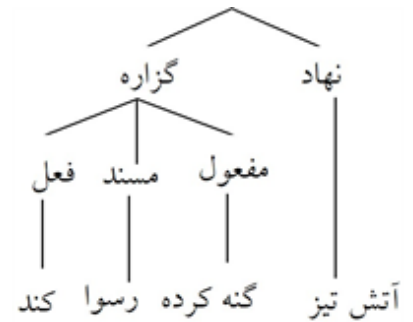 نهاد گزاره
مفعول مسند فعل
آتش تیز گنه کرده رسوا کند